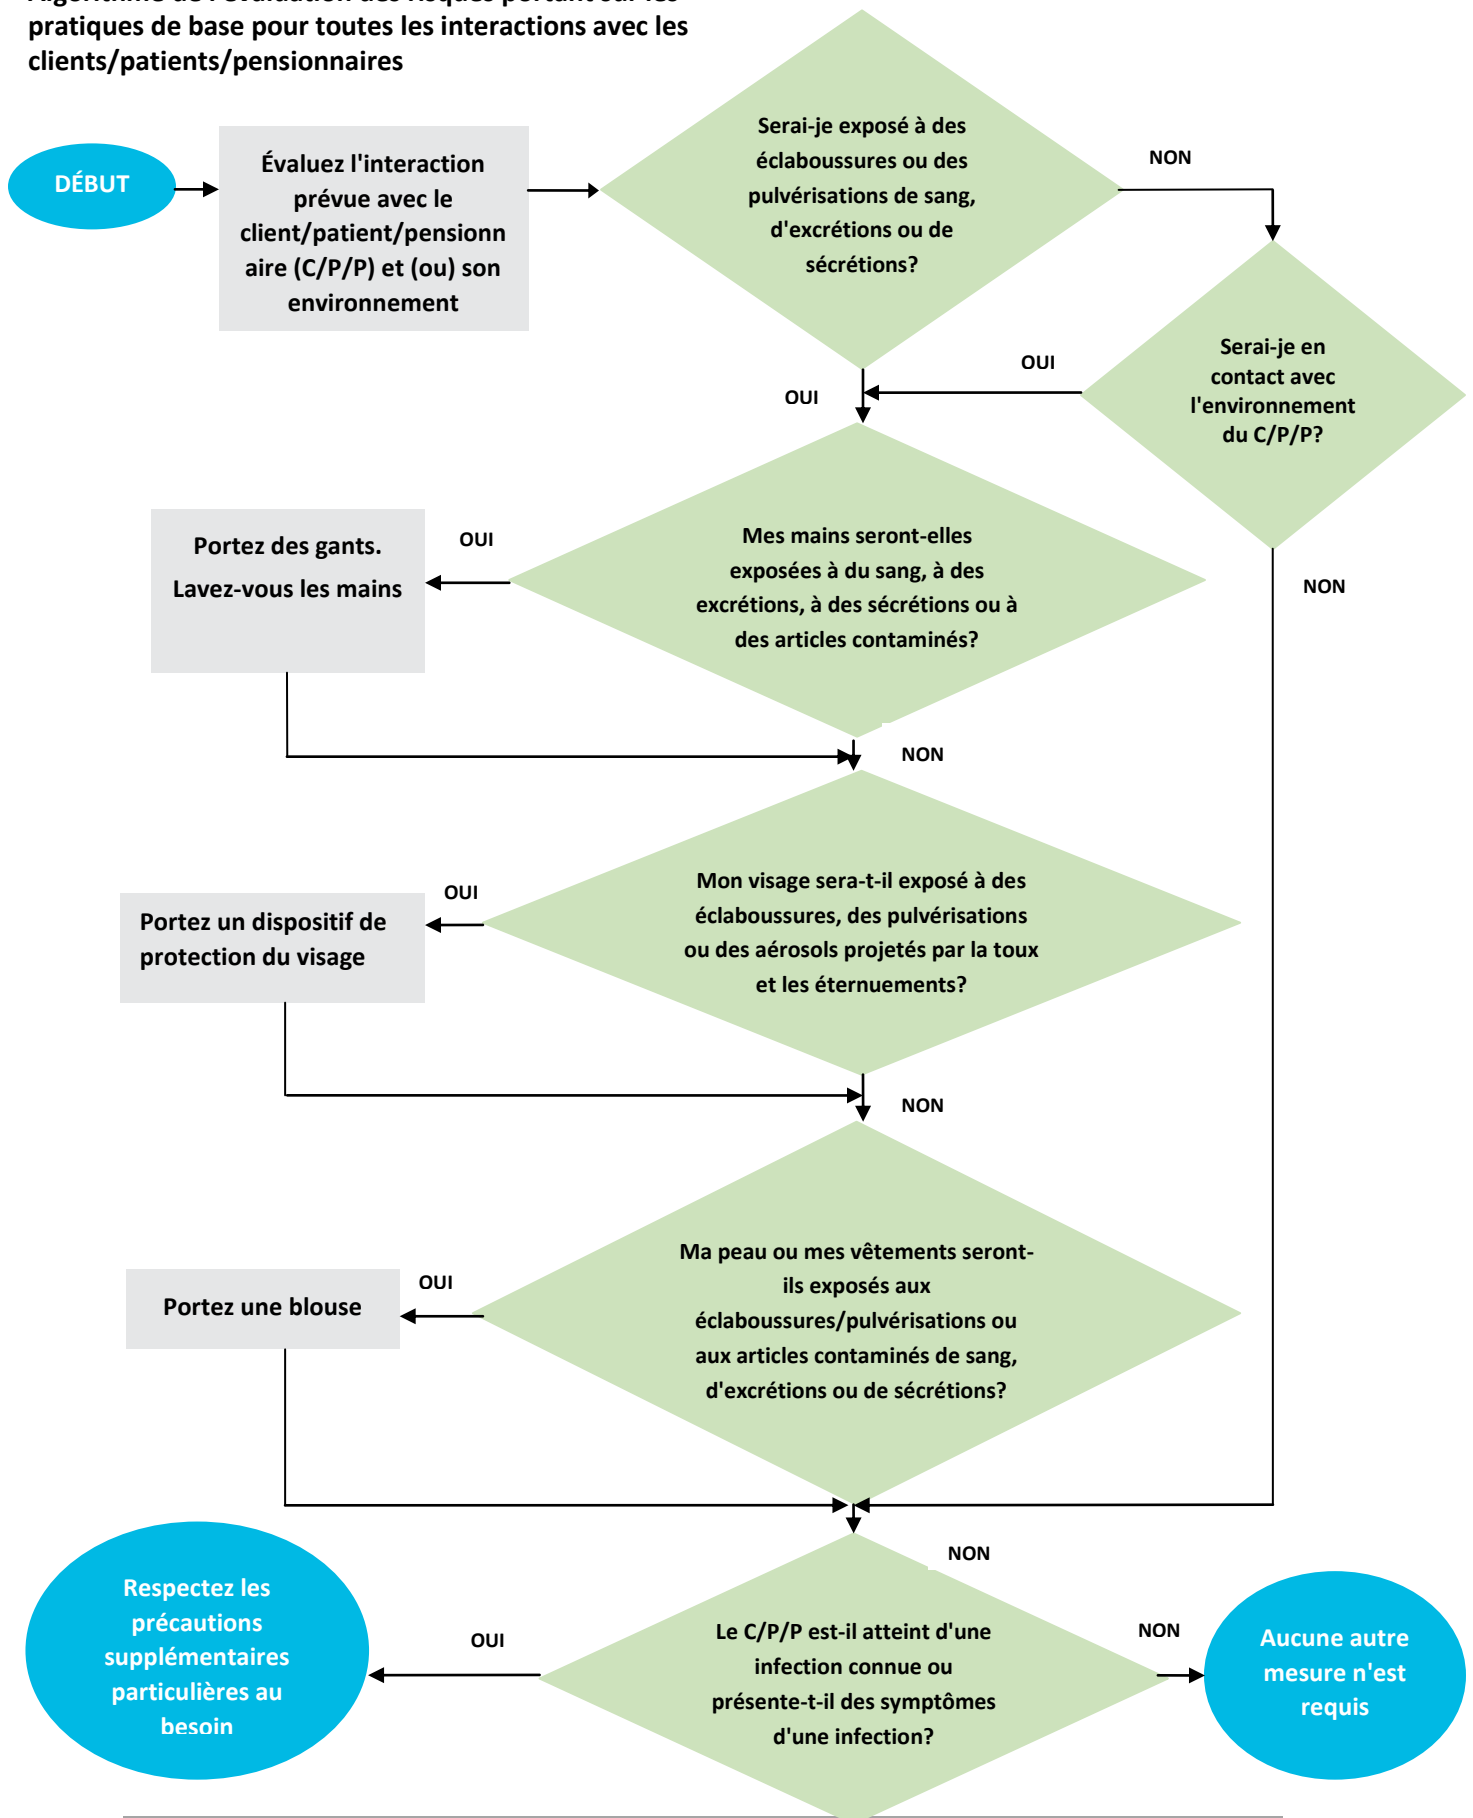 Algorithme de l'évaluation des risques portant sur les
pratiques de base pour toutes les interactions avec les
clients/patients/pensionnaires
DÉBUT
Évaluez l'interaction
prévue avec le
client/patient/pensionn
aire (C/P/P) et (ou) son
environnement
Serai-je exposé à des
éclaboussures ou des
pulvérisations de sang,
d'excrétions ou de
sécrétions?
NON
Serai-je en
contact avec
l'environnement
du C/P/P?
OUI
OUI
NON
Mes mains seront-elles
exposées à du sang, à des
excrétions, à des sécrétions ou à
des articles contaminés?
OUI
Portez des gants.
Lavez-vous les mains
NON
Mon visage sera-t-il exposé à des
éclaboussures, des pulvérisations
ou des aérosols projetés par la toux
et les éternuements?
OUI
Portez un dispositif de
protection du visage
NON
Ma peau ou mes vêtements seront-
ils exposés aux
éclaboussures/pulvérisations ou
aux articles contaminés de sang,
d'excrétions ou de sécrétions?
OUI
Portez une blouse
NON
Le C/P/P est-il atteint d'une
infection connue ou
présente-t-il des symptômes
d'une infection?
OUI
Respectez les
précautions
supplémentaires
particulières au
besoin
NON
Aucune autre
mesure n'est
requis